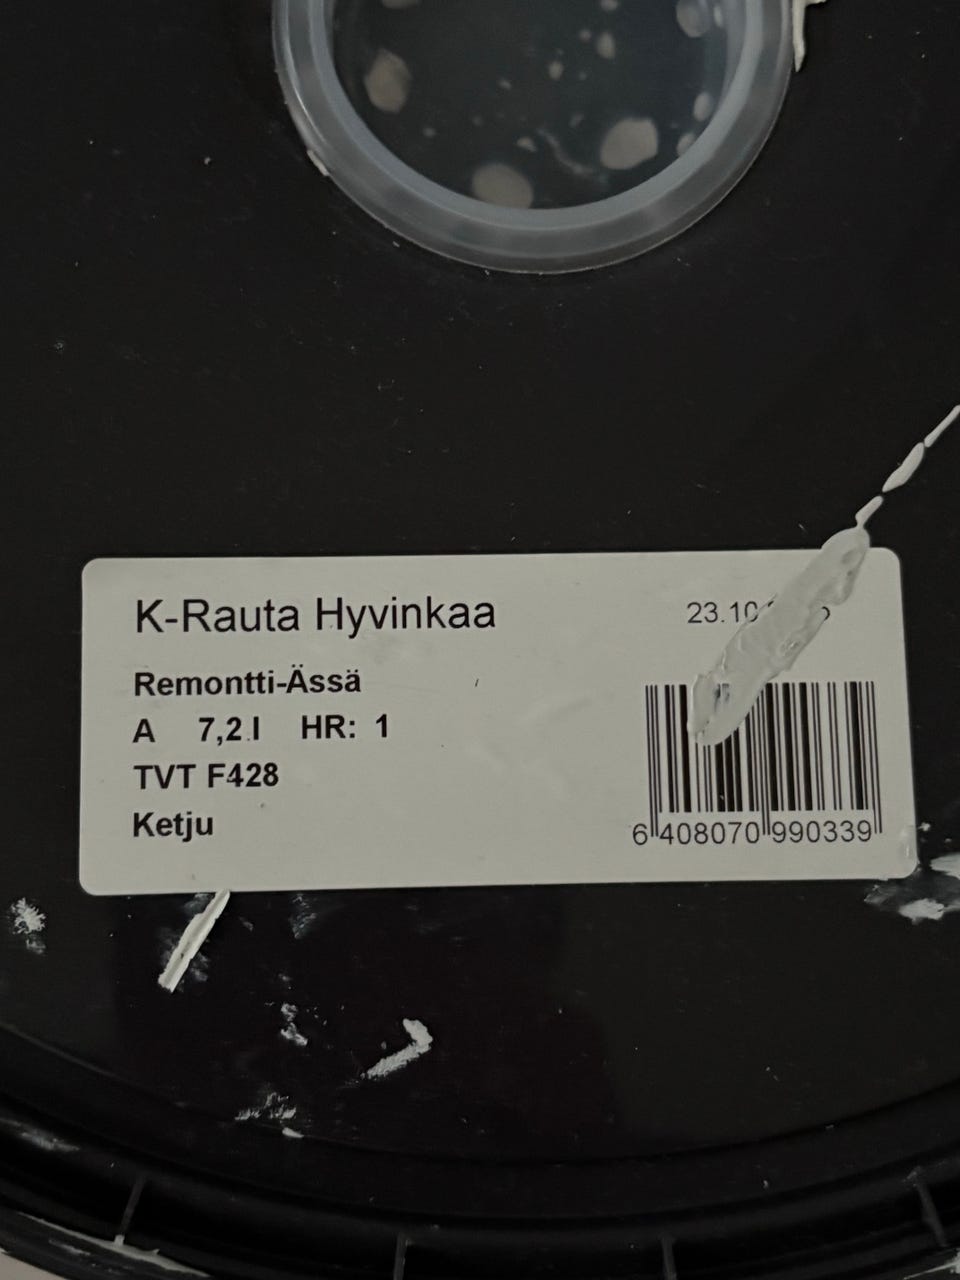 K-Rauta Hyvinkaa
Remontti-Ässä
A 7,2 l HR: 1
TVT F428
Ketju
6 408070 990339